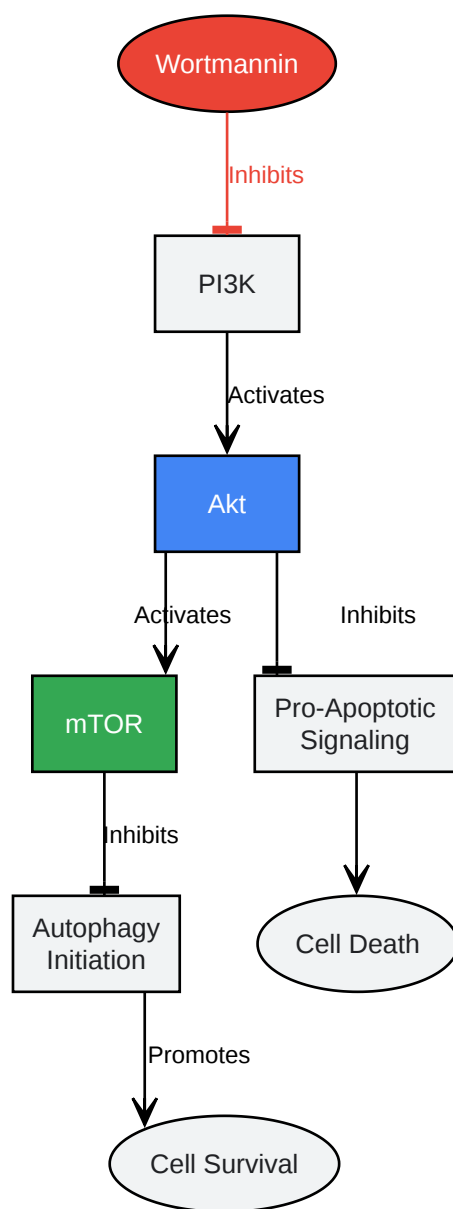 Wortmannin
Inhibits
PI3K
Activates
Akt
Activates
Inhibits
mTOR
Pro-Apoptotic
Signaling
Inhibits
Autophagy
Initiation
Cell Death
Promotes
Cell Survival